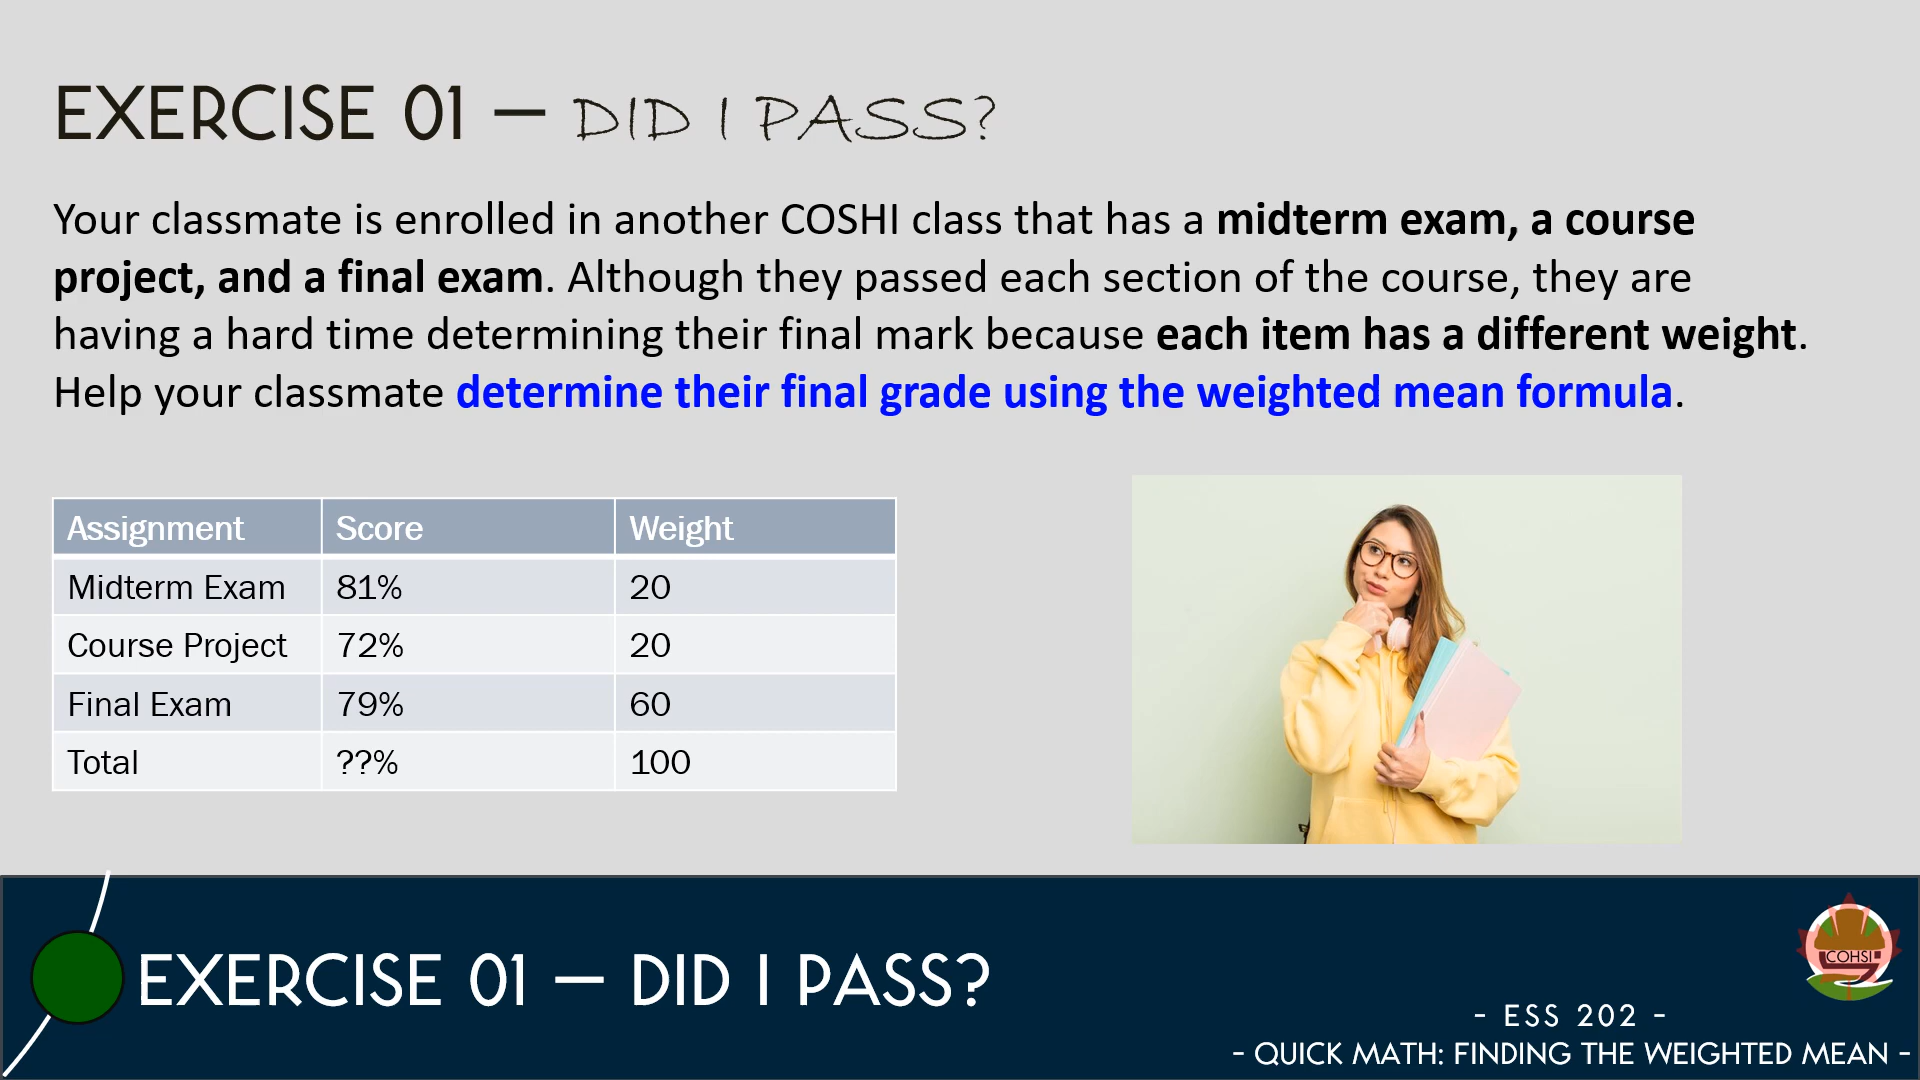 EXERCISE 01 – DID I PASS?
Your classmate is enrolled in another COSHI class that has a midterm exam, a course
project, and a final exam. Although they passed each section of the course, they are
having a hard time determining their final mark because each item has a different weight.
Help your classmate determine their final grade using the weighted mean formula.
Assignment Score Weight
Midterm Exam 81% 20
Course Project 72% 20
Final Exam 79% 60
Total ??% 100
EXERCISE 01 – DID I PASS?
COHSI
- ESS 202 -
- QUICK MATH: FINDING THE WEIGHTED MEAN -